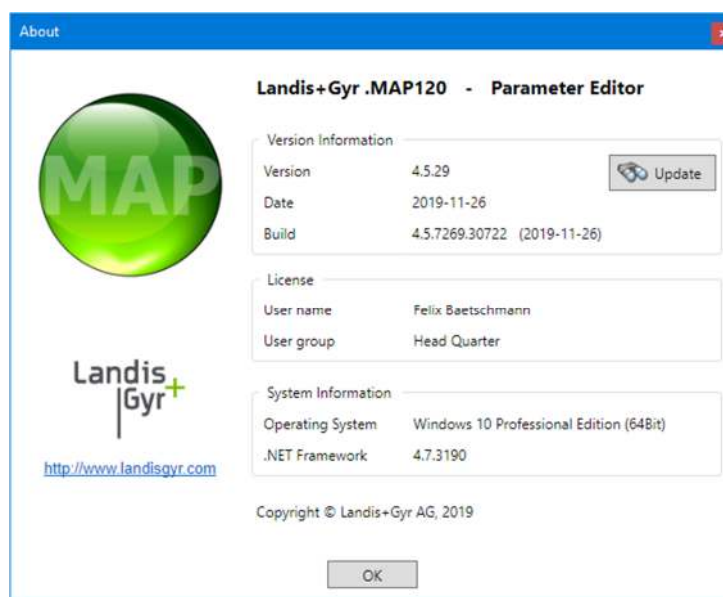 About
Landis+Gyr .MAP120 - Parameter Editor
MAP
Version Information
Version 4.5.29
Update
Date 2019-11-26
Build 4.5.7269.30722 (2019-11-26)
License
User name Felix Baetschmann
User group Head Quarter
Landis+
Gyr
System Information
Operating System Windows 10 Professional Edition (64Bit)
.NET Framework 4.7.3190
http://www.landisgyr.com
Copyright © Landis+Gyr AG, 2019
OK